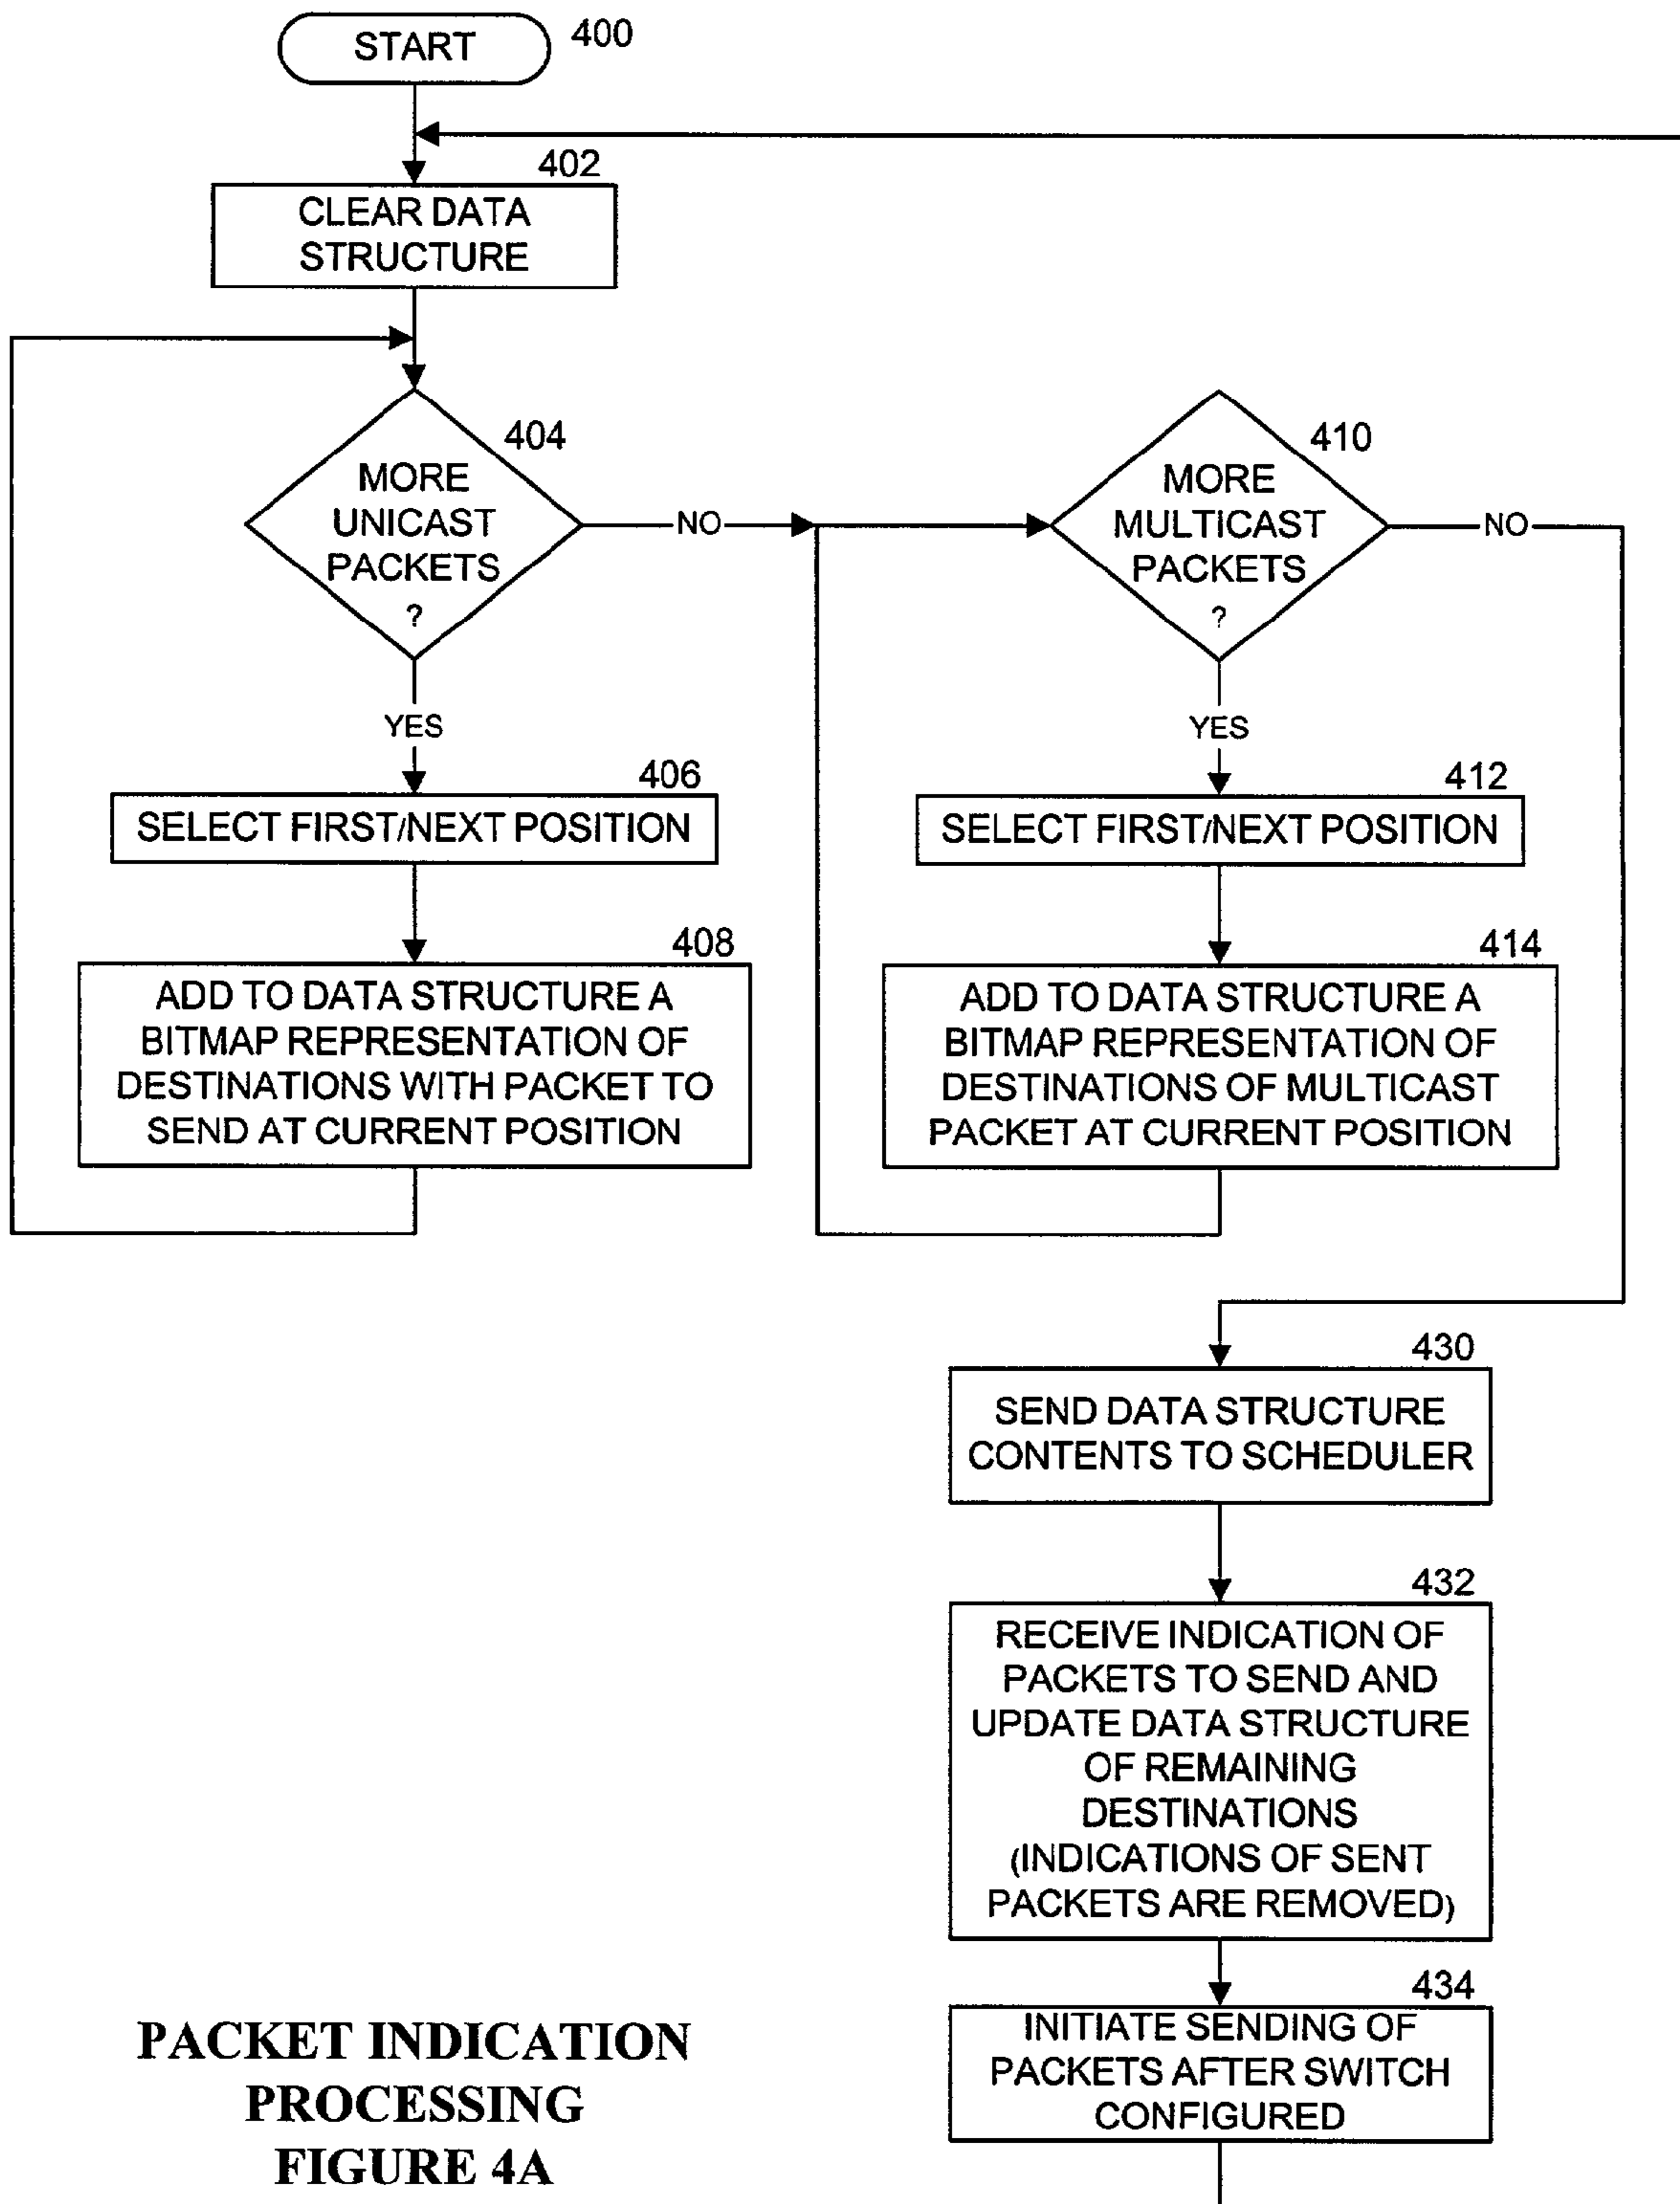 START
400
402
CLEAR DATA
STRUCTURE
404
MORE
UNICAST
PACKETS
?
NO
YES
406
SELECT FIRST/NEXT POSITION
408
ADD TO DATA STRUCTURE A
BITMAP REPRESENTATION OF
DESTINATIONS WITH PACKET TO
SEND AT CURRENT POSITION
410
MORE
MULTICAST
PACKETS
?
NO
YES
412
SELECT FIRST/NEXT POSITION
414
ADD TO DATA STRUCTURE A
BITMAP REPRESENTATION OF
DESTINATIONS OF MULTICAST
PACKET AT CURRENT POSITION
430
SEND DATA STRUCTURE
CONTENTS TO SCHEDULER
432
RECEIVE INDICATION OF
PACKETS TO SEND AND
UPDATE DATA STRUCTURE
OF REMAINING
DESTINATIONS
(INDICATIONS OF SENT
PACKETS ARE REMOVED)
434
INITIATE SENDING OF
PACKETS AFTER SWITCH
CONFIGURED
PACKET INDICATION
PROCESSING
FIGURE 4A